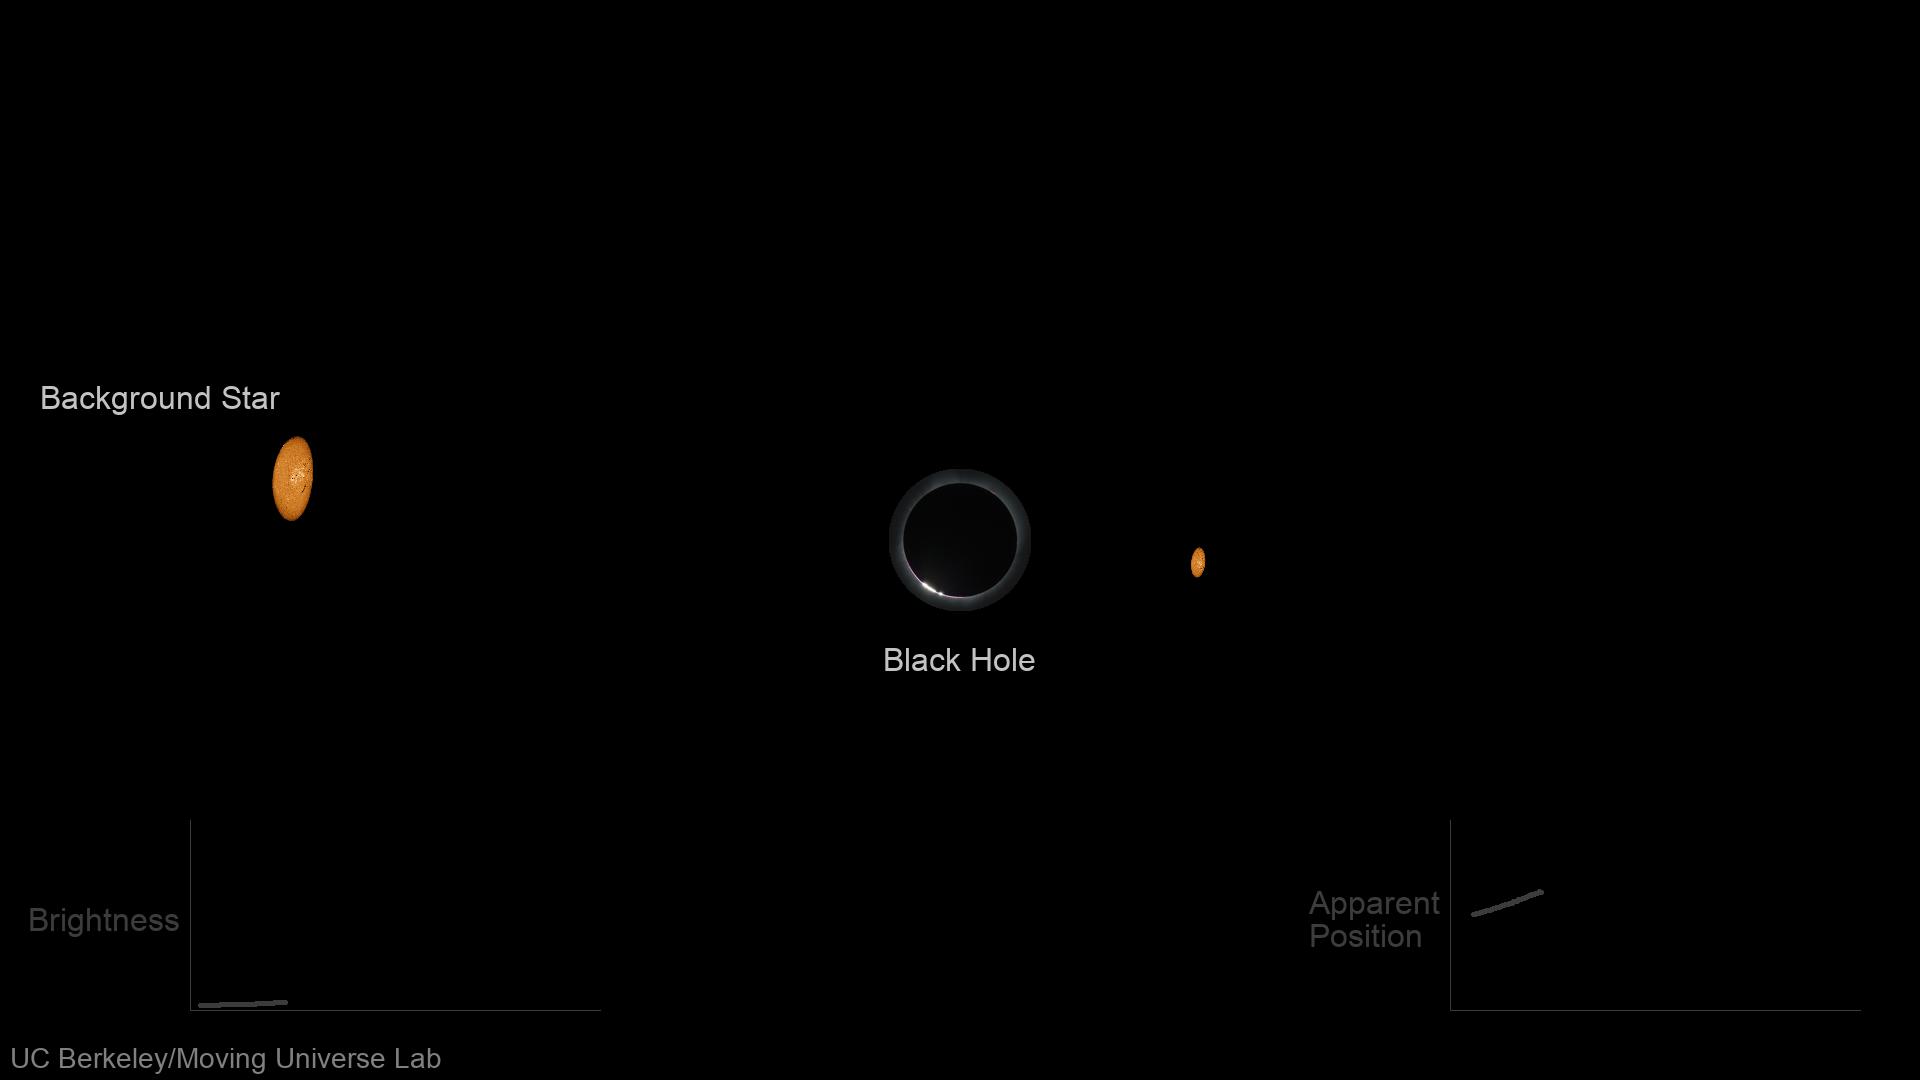 Background Star
Black Hole
Brightness
Apparent
Position
UC Berkeley/Moving Universe Lab